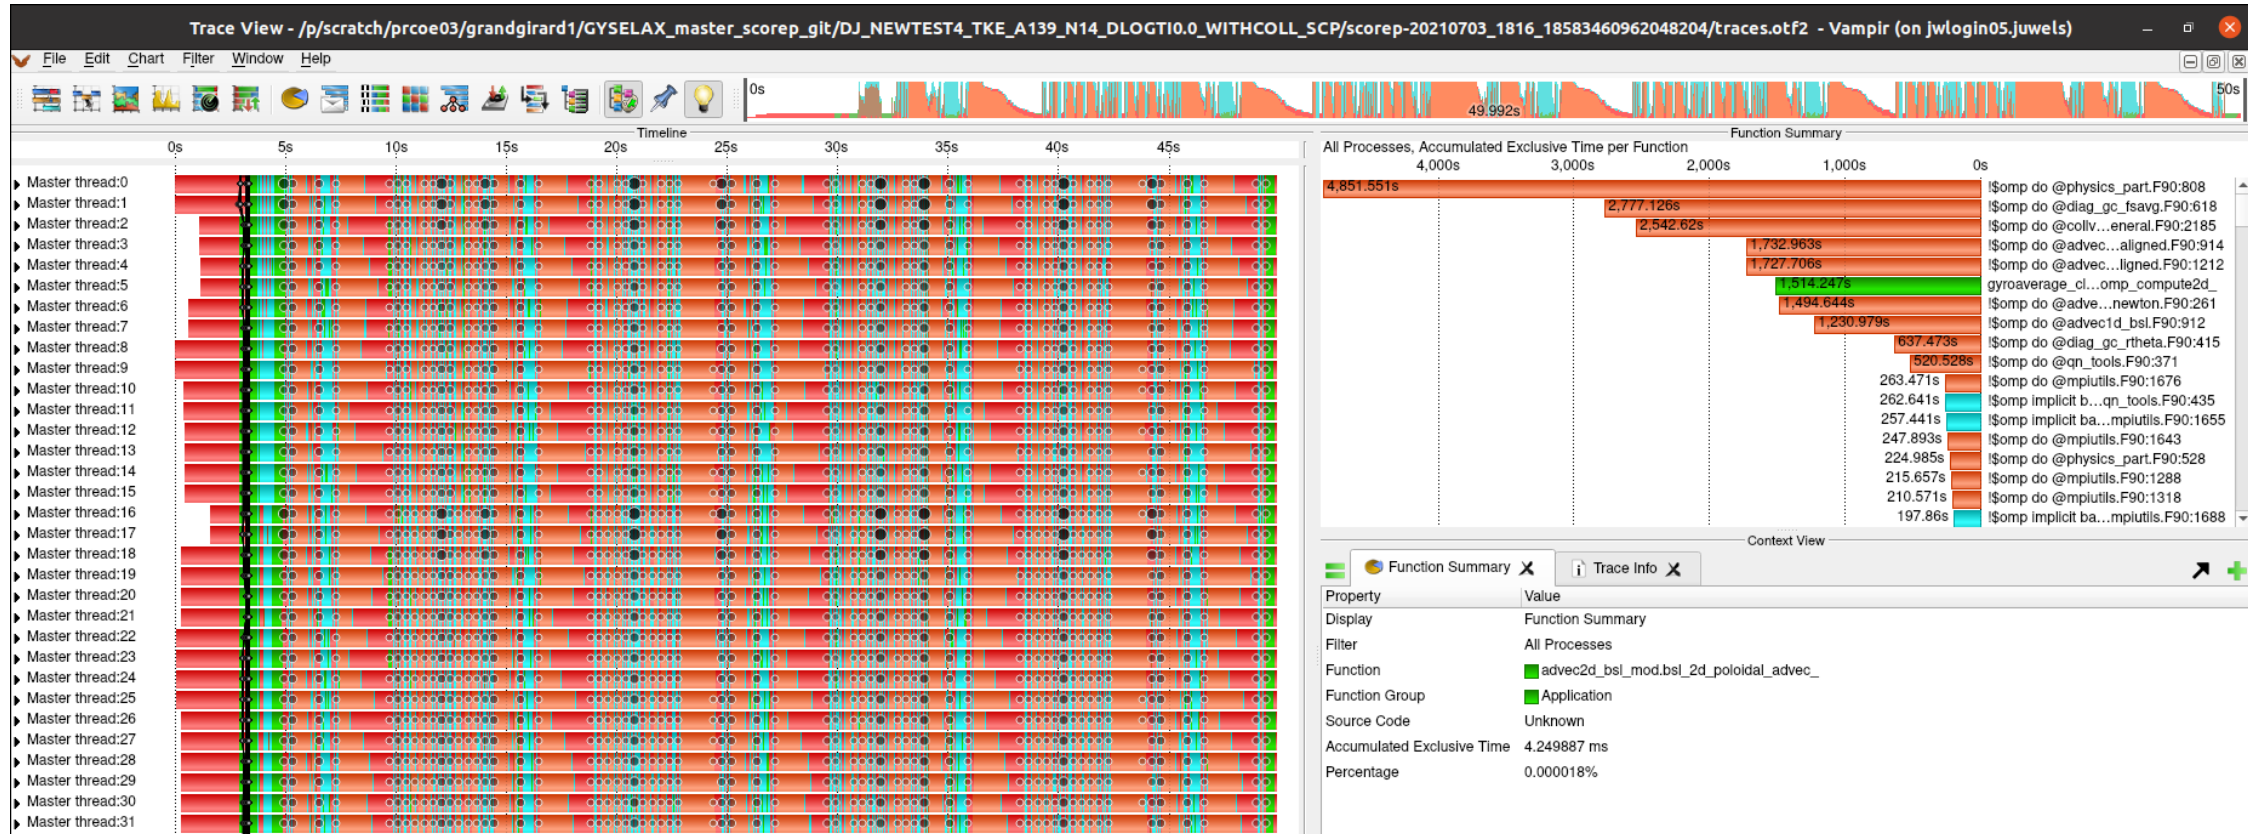 Trace View - /p/scratch/prcoe03/grandgirard1/GYSELAX_master_scorep_git/DJ_NEWTEST4_TKE_A139_N14_DLOGTI0.0_WITHCOLL_SCP/scorep-20210703_1816_18583460962048204/traces.otf2 - Vampir (on jwlogin05.juwels)
File Edit Chart Filter Window Help
0s 49.992s 50s
Timeline
0s 5s 10s 15s 20s 25s 30s 35s 40s 45s
Master thread:0
Master thread:1
Master thread:2
Master thread:3
Master thread:4
Master thread:5
Master thread:6
Master thread:7
Master thread:8
Master thread:9
Master thread:10
Master thread:11
Master thread:12
Master thread:13
Master thread:14
Master thread:15
Master thread:16
Master thread:17
Master thread:18
Master thread:19
Master thread:20
Master thread:21
Master thread:22
Master thread:23
Master thread:24
Master thread:25
Master thread:26
Master thread:27
Master thread:28
Master thread:29
Master thread:30
Master thread:31
Function Summary
All Processes, Accumulated Exclusive Time per Function
4,000s 3,000s 2,000s 1,000s 0s
4,851.551s !$omp do @physics_part.F90:808
2,777.126s !$omp do @diag_gc_fsavg.F90:618
2,542.62s !$omp do @collv...eneral.F90:2185
1,732.963s !$omp do @advec...aligned.F90:914
1,727.706s !$omp do @advec...ligned.F90:1212
1,514.247s gyroaverage_cl...omp_compute2d_
1,494.644s !$omp do @adve...newton.F90:261
1,230.979s !$omp do @advec1d_bsl.F90:912
637.473s !$omp do @diag_gc_rtheta.F90:415
520.528s !$omp do @qn_tools.F90:371
263.471s !$omp do @mpiutils.F90:1676
262.641s !$omp implicit b...qn_tools.F90:435
257.441s !$omp implicit ba...mpiutils.F90:1655
247.893s !$omp do @mpiutils.F90:1643
224.985s !$omp do @physics_part.F90:528
215.657s !$omp do @mpiutils.F90:1288
210.571s !$omp do @mpiutils.F90:1318
197.86s !$omp implicit ba...mpiutils.F90:1688
Context View
Function Summary Trace Info
Property Value
Display Function Summary
Filter All Processes
Function advec2d_bsl_mod.bsl_2d_poloidal_advec_
Function Group Application
Source Code Unknown
Accumulated Exclusive Time 4.249887 ms
Percentage 0.000018%